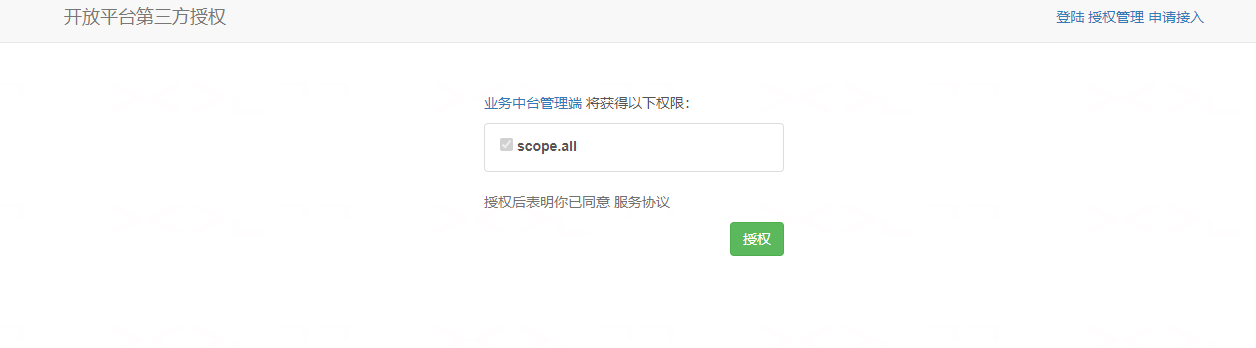 开放平台第三方授权
登陆 授权管理 申请接入
业务中台管理端 将获得以下权限：
scope.all
授权后表明你已同意 服务协议
授权